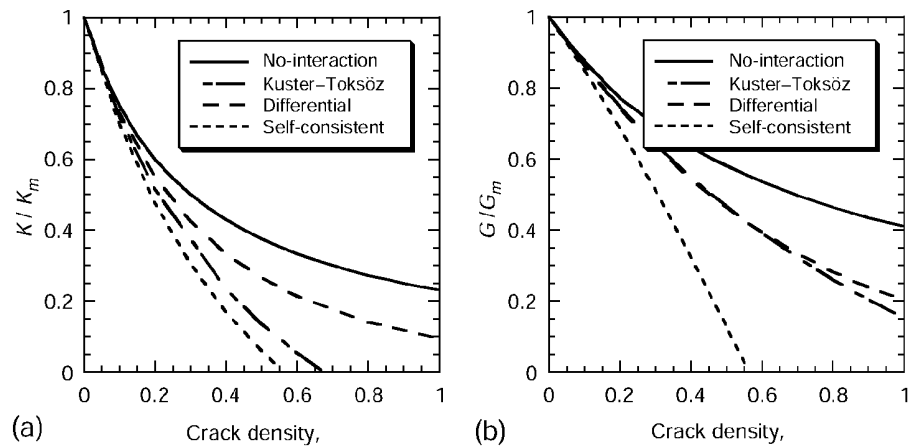 1
0.8
0.6
0.4
0.2
0
K / Km
No-interaction
Kuster–Toksöz
Differential
Self-consistent
0 0.2 0.4 0.6 0.8 1
(a) Crack density,
1
0.8
0.6
0.4
0.2
0
G /Gm
No-interaction
Kuster–Toksöz
Differential
Self-consistent
0 0.2 0.4 0.6 0.8 1
(b) Crack density,